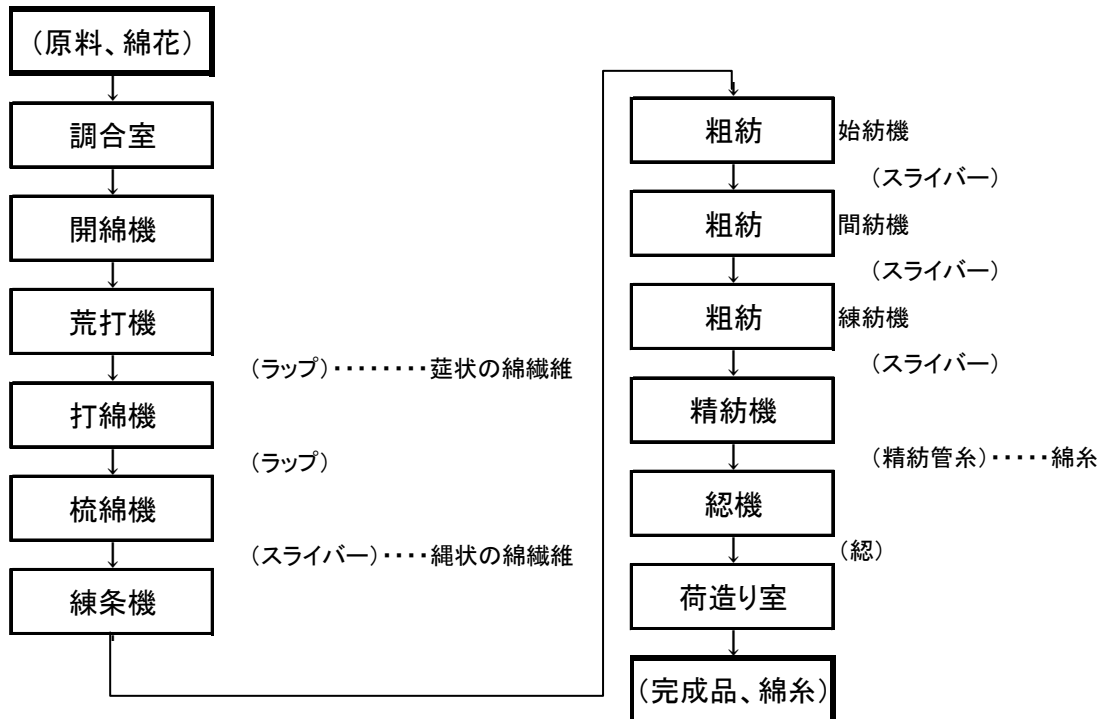 (原料、綿花)
調合室
開綿機
荒打機
(ラップ)・・・・・・・・莚状の綿繊維
打綿機
(ラップ)
梳綿機
(スライバー)・・・・縄状の綿繊維
練条機
粗紡 始紡機
(スライバー)
粗紡 間紡機
(スライバー)
粗紡 練紡機
(スライバー)
精紡機
(精紡管糸)・・・・・綿糸
綛機
(綛)
荷造り室
(完成品、綿糸)